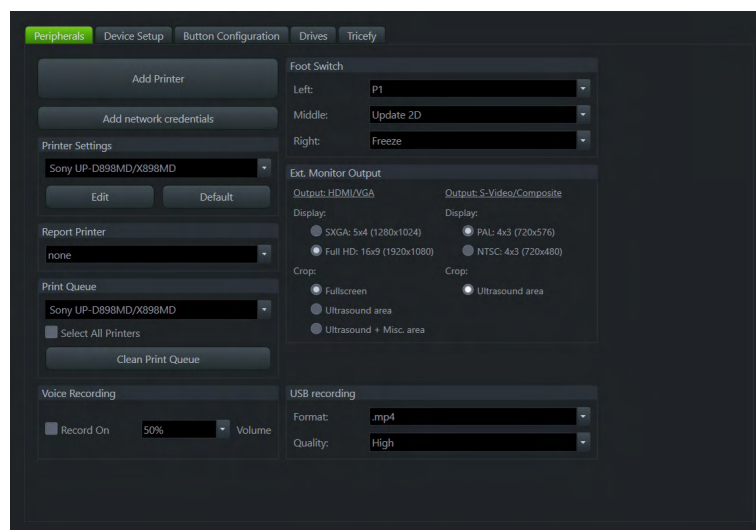 Peripherals Device Setup Button Configuration Drives Tricefy
Add Printer
Add network credentials
Printer Settings
Sony UP-D898MD/X898MD
Edit Default
Report Printer
none
Print Queue
Sony UP-D898MD/X898MD
Select All Printers
Clean Print Queue
Voice Recording
Record On 50% Volume
Foot Switch
Left: P1
Middle: Update 2D
Right: Freeze
Ext. Monitor Output
Output: HDMI/VGA Output: S-Video/Composite
Display: Display:
SXGA: 5x4 (1280x1024) PAL: 4x3 (720x576)
Full HD: 16x9 (1920x1080) NTSC: 4x3 (720x480)
Crop: Crop:
Fullscreen Ultrasound area
Ultrasound area
Ultrasound + Misc. area
USB recording
Format: .mp4
Quality: High